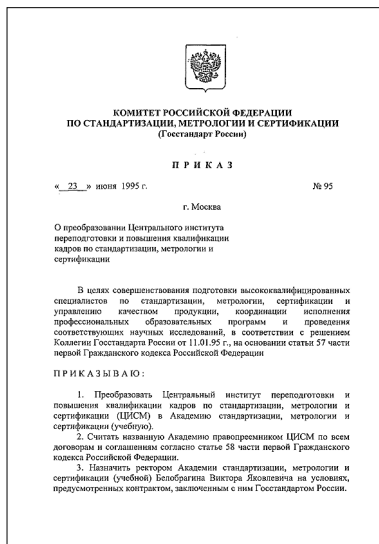 КОМИТЕТ РОССИЙСКОЙ ФЕДЕРАЦИИ
ПО СТАНДАРТИЗАЦИИ, МЕТРОЛОГИИ И СЕРТИФИКАЦИИ
(Госстандарт России)
П Р И К А З
« 23 » июня 1995 г. № 95
г. Москва
О преобразовании Центрального института
переподготовки и повышения квалификации
кадров по стандартизации, метрологии и
сертификации
В целях совершенствования подготовки высококвалифицированных
специалистов по стандартизации, метрологии, сертификации и
управлению качеством продукции, координации исполнения
профессиональных образовательных программ и проведения
соответствующих научных исследований, в соответствии с решением
Коллегии Госстандарта России от 11.01.95 г., на основании статьи 57 части
первой Гражданского кодекса Российской Федерации
П Р И К А З Ы В А Ю :
1. Преобразовать Центральный институт переподготовки и
повышения квалификации кадров по стандартизации, метрологии и
сертификации (ЦИСМ) в Академию стандартизации, метрологии и
сертификации (учебную).
2. Считать названную Академию правопреемником ЦИСМ по всем
договорам и соглашениям согласно статье 58 части первой Гражданского
кодекса Российской Федерации.
3. Назначить ректором Академии стандартизации, метрологии и
сертификации (учебной) Белобрагина Виктора Яковлевича на условиях,
предусмотренных контрактом, заключенным с ним Госстандартом России.